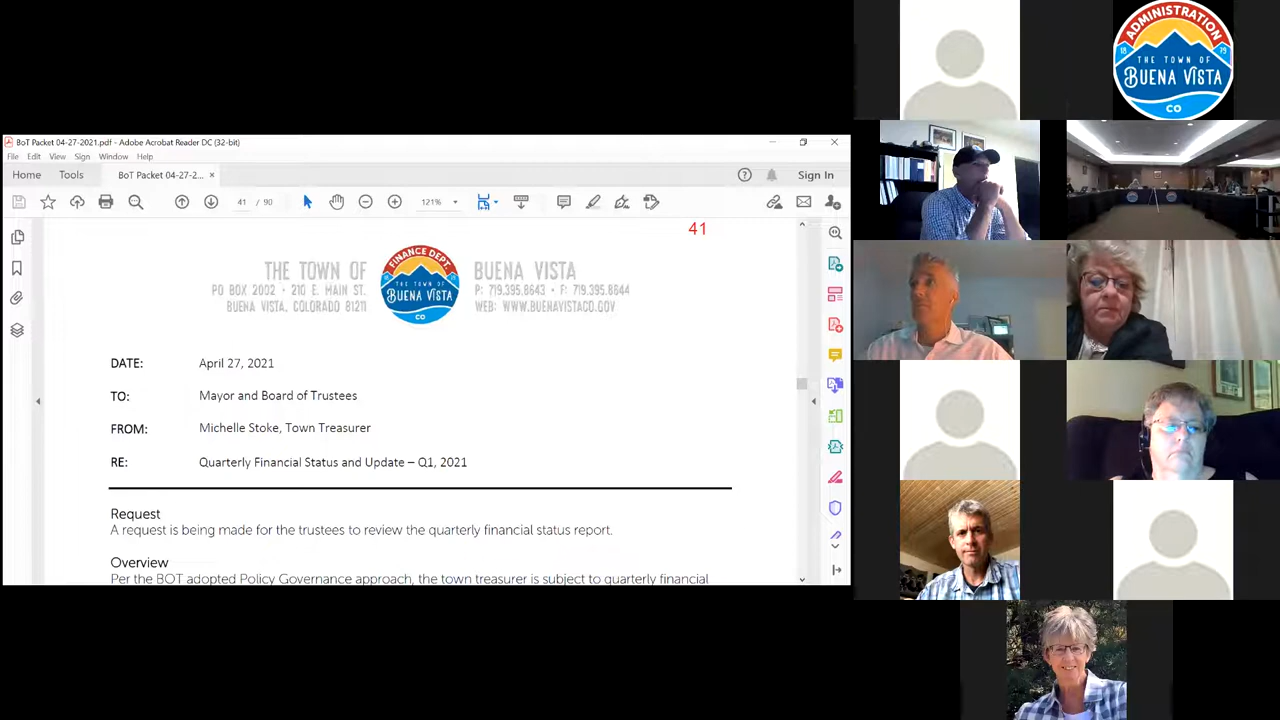 BoT Packet 04-27-2021.pdf - Adobe Acrobat Reader DC (32-bit)
File Edit View Sign Window Help
Home Tools BoT Packet 04-27-2... × Sign In
41 / 90 121%
41
THE TOWN OF
PO BOX 2002 • 210 E. MAIN ST.
BUENA VISTA, COLORADO 81211
FINANCE DEPT.
THE TOWN OF
BUENA VISTA
CO
BUENA VISTA
P: 719.395.8643 • F: 719.395.8644
WEB: WWW.BUENAVISTACO.GOV
DATE: April 27, 2021
TO: Mayor and Board of Trustees
FROM: Michelle Stoke, Town Treasurer
RE: Quarterly Financial Status and Update – Q1, 2021
Request
A request is being made for the trustees to review the quarterly financial status report.
Overview
Per the BOT adopted Policy Governance approach, the town treasurer is subject to quarterly financial
ADMINISTRATION
18 79
THE TOWN OF
BUENA VISTA
CO